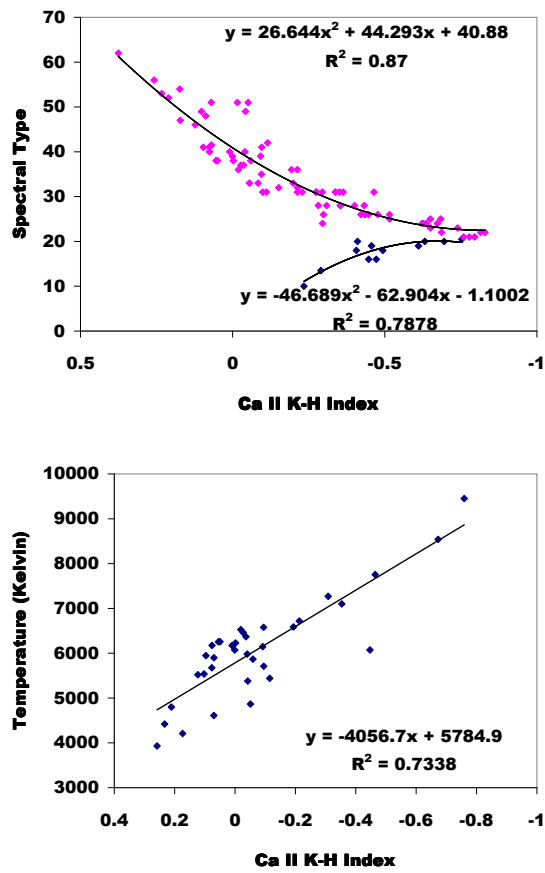 70
y = 26.644x² + 44.293x + 40.88
R² = 0.87
60
50
40
30
20
10
0
Spectral Type
y = -46.689x² - 62.904x - 1.1002
R² = 0.7878
0.5 0 -0.5 -1
Ca II K-H Index
10000
9000
8000
7000
6000
5000
4000
3000
Temperature (Kelvin)
y = -4056.7x + 5784.9
R² = 0.7338
0.4 0.2 0 -0.2 -0.4 -0.6 -0.8 -1
Ca II K-H Index